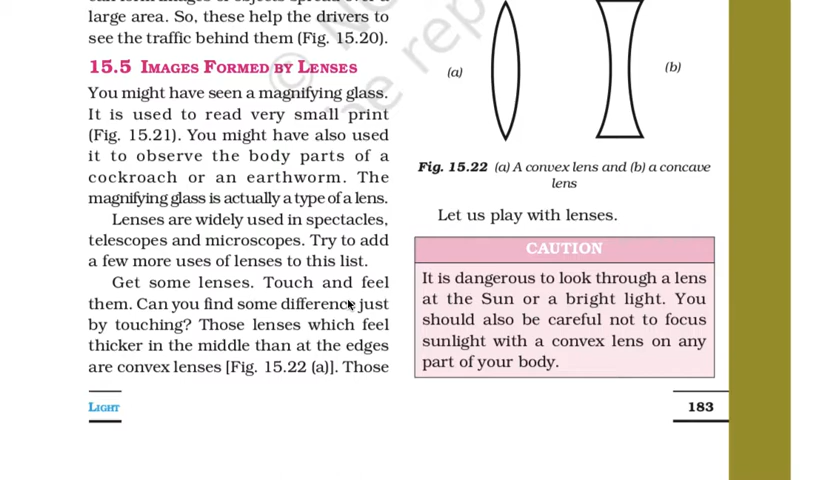 large area. So, these help the drivers to
see the traffic behind them (Fig. 15.20).
15.5 IMAGES FORMED BY LENSES
You might have seen a magnifying glass.
It is used to read very small print
(Fig. 15.21). You might have also used
it to observe the body parts of a
cockroach or an earthworm. The
magnifying glass is actually a type of a lens.
Lenses are widely used in spectacles,
telescopes and microscopes. Try to add
a few more uses of lenses to this list.
Get some lenses. Touch and feel
them. Can you find some difference just
by touching? Those lenses which feel
thicker in the middle than at the edges
are convex lenses [Fig. 15.22 (a)]. Those
(a)
(b)
Fig. 15.22 (a) A convex lens and (b) a concave
lens
Let us play with lenses.
CAUTION
It is dangerous to look through a lens
at the Sun or a bright light. You
should also be careful not to focus
sunlight with a convex lens on any
part of your body.
LIGHT
183